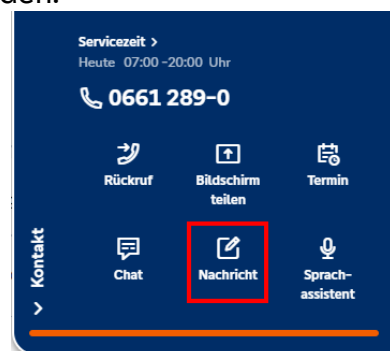 den.
Servicezeit >
Heute 07:00 -20:00 Uhr
0661 289-0
Rückruf
Bildschirm
teilen
Termin
Chat
Nachricht
Sprach-
assistent
Kontakt